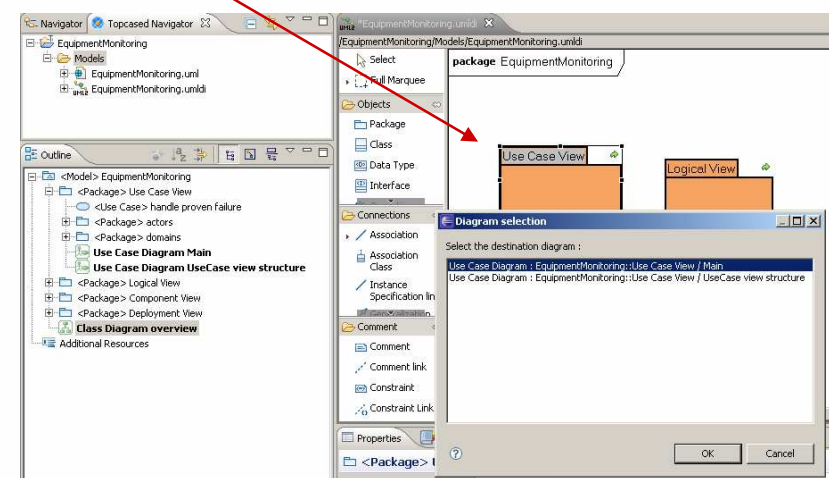 Navigator
Topcased Navigator
EquipmentMonitoring
Models
EquipmentMonitoring.uml
EquipmentMonitoring.umldi
Outline
<Model> EquipmentMonitoring
<Package> Use Case View
<Use Case> handle proven failure
<Package> actors
<Package> domains
Use Case Diagram Main
Use Case Diagram UseCase view structure
<Package> Logical View
<Package> Component View
<Package> Deployment View
Class Diagram overview
Additional Resources
*EquipmentMonitoring.umldi
/EquipmentMonitoring/Models/EquipmentMonitoring.umldi
Select
Full Marquee
Objects
Package
Class
Data Type
Interface
Connections
Association
Association
Class
Instance
Specification lin
Generalization
Comment
Comment
Comment link
Constraint
Constraint Link
Properties
<Package>
package EquipmentMonitoring
Use Case View
Logical View
Diagram selection
Select the destination diagram :
Use Case Diagram : EquipmentMonitoring::Use Case View / Main
Use Case Diagram : EquipmentMonitoring::Use Case View / UseCase view structure
OK
Cancel